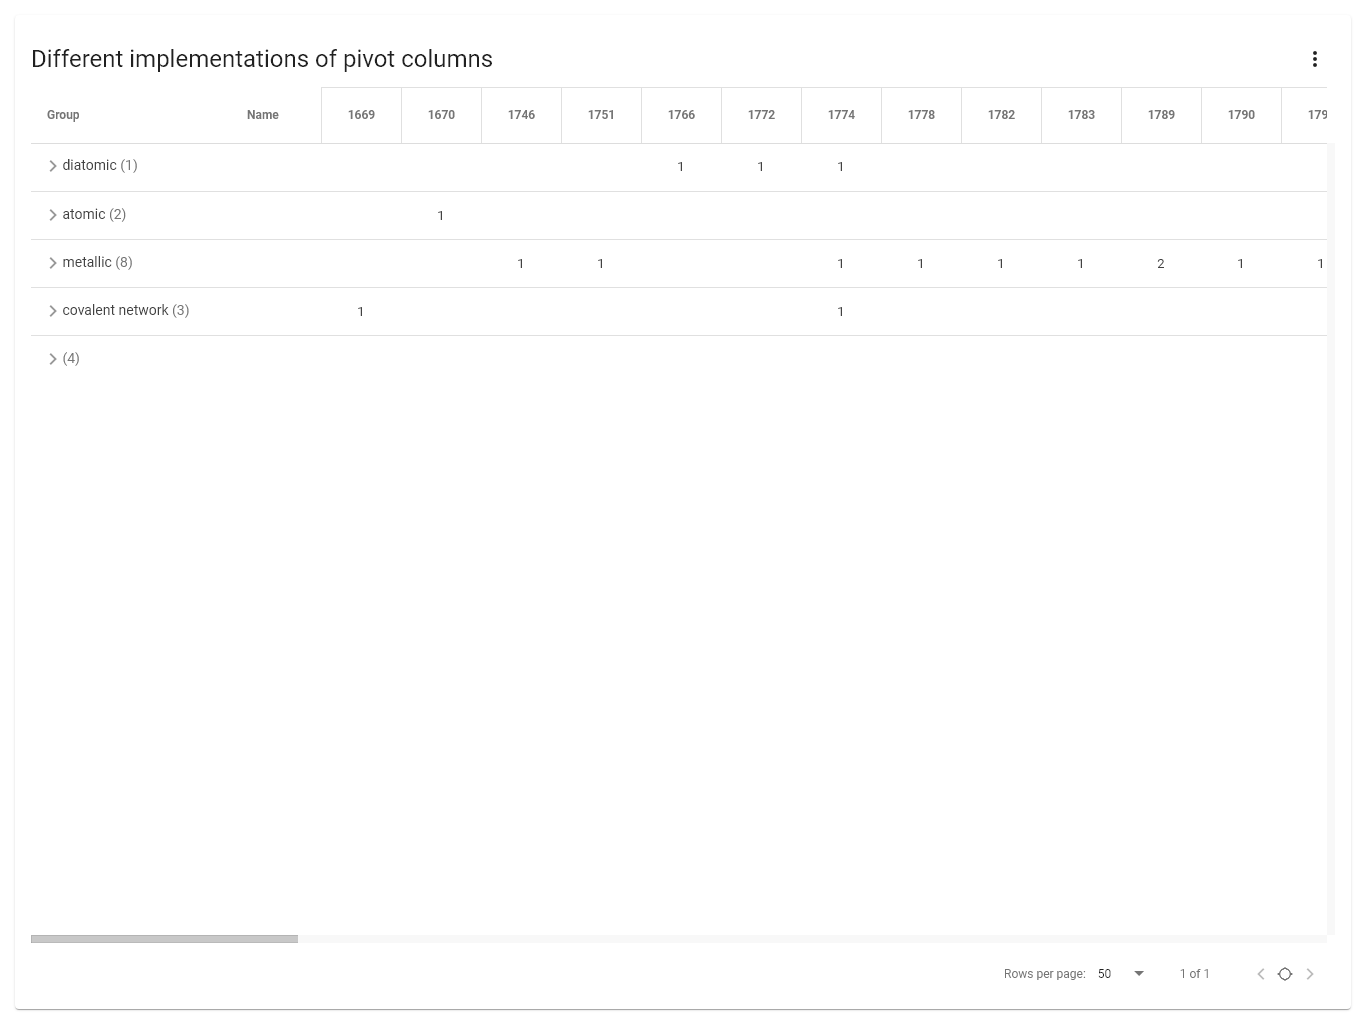 Different implementations of pivot columns
Group Name 1669 1670 1746 1751 1766 1772 1774 1778 1782 1783 1789 1790 179
diatomic (1) 1 1 1
atomic (2) 1
metallic (8) 1 1 1 1 1 1 2 1 1
covalent network (3) 1 1
(4)
Rows per page: 50 1 of 1